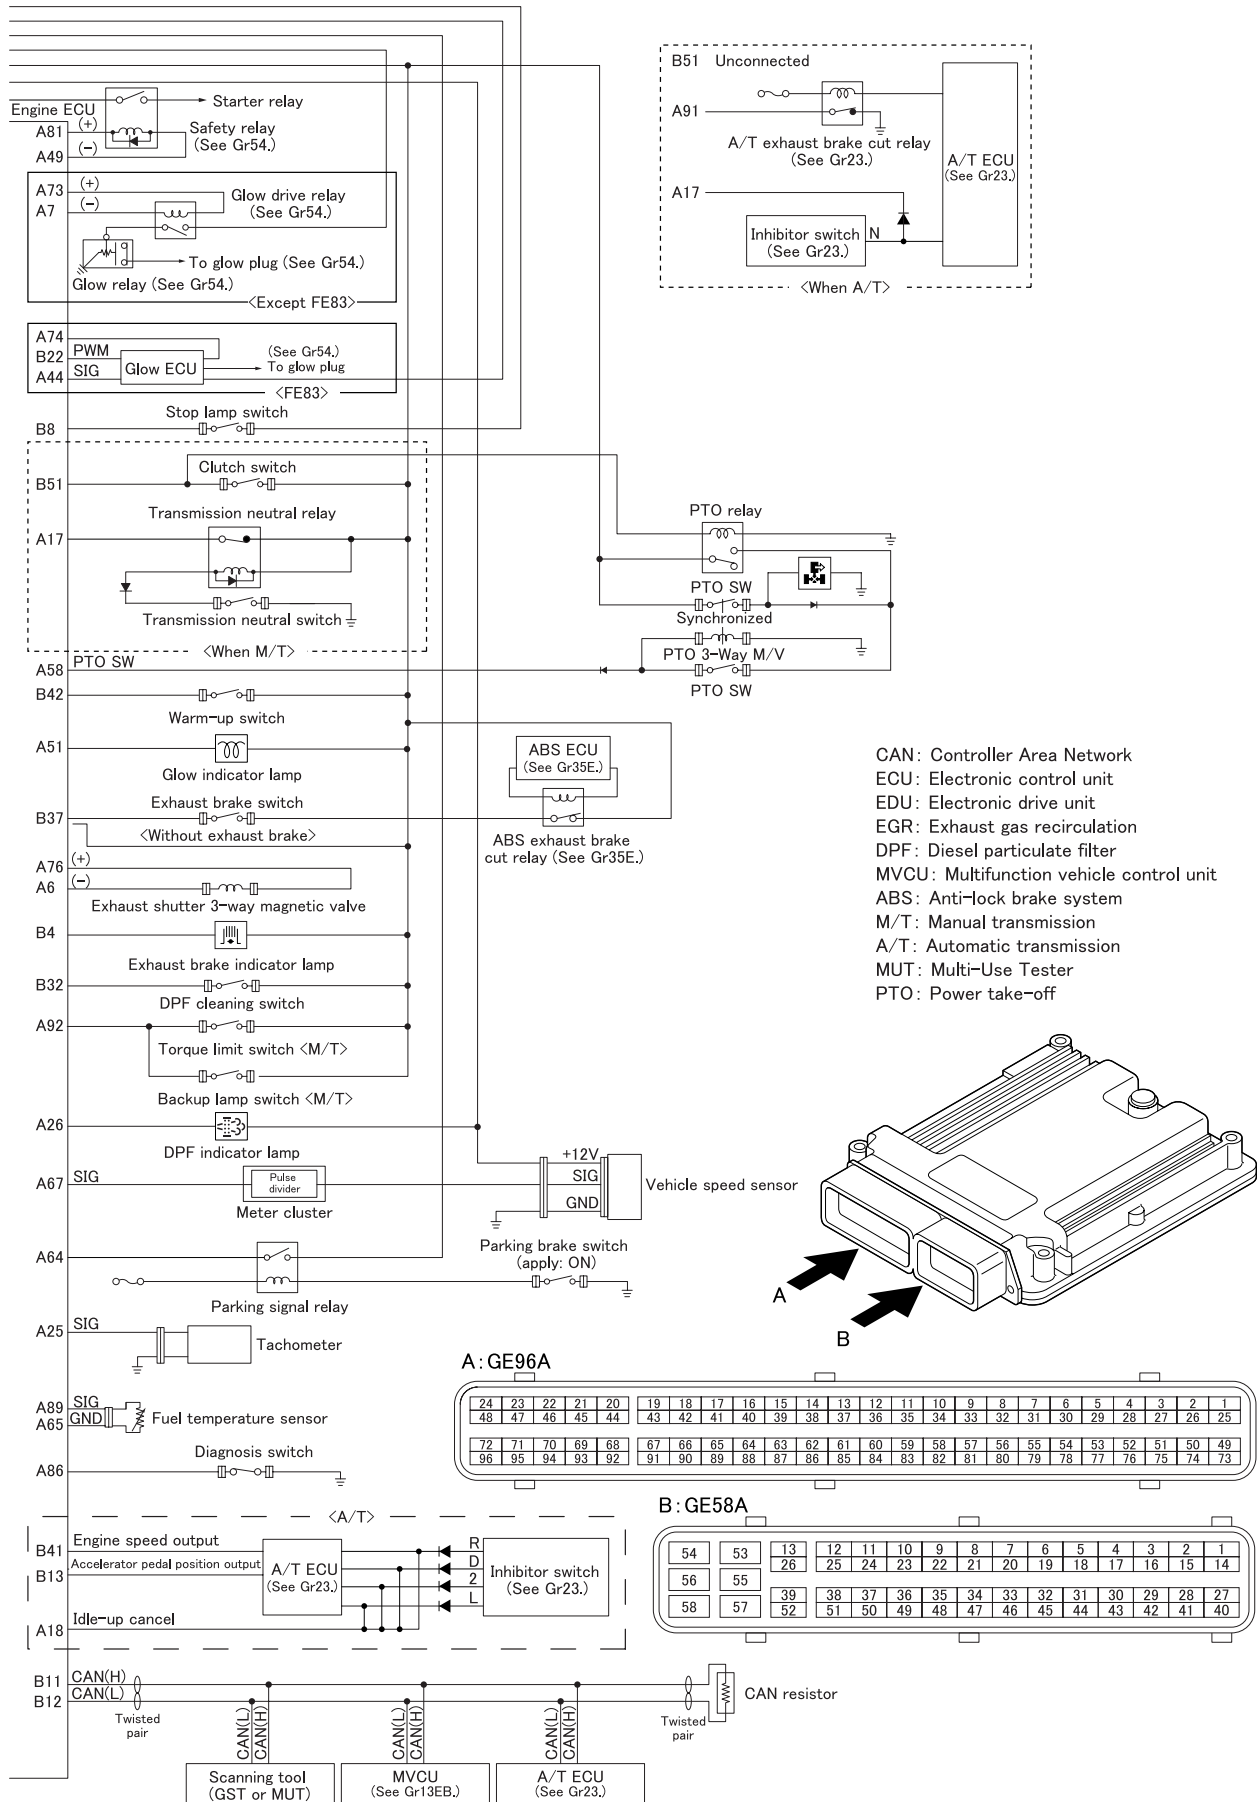 Engine ECU
Starter relay
A81 (+)
Safety relay
(See Gr54.)
A49 (-)
A73 (+)
A7 (-)
Glow drive relay
(See Gr54.)
To glow plug (See Gr54.)
Glow relay (See Gr54.)
<Except FE83>
A74
B22 PWM
A44 SIG
Glow ECU
(See Gr54.)
To glow plug
<FE83>
Stop lamp switch
B8
Clutch switch
B51
Transmission neutral relay
A17
Transmission neutral switch
<When M/T>
A58 PTO SW
B42
Warm-up switch
A51
Glow indicator lamp
Exhaust brake switch
B37
<Without exhaust brake>
A76 (+)
A6 (-)
Exhaust shutter 3-way magnetic valve
B4
Exhaust brake indicator lamp
B32
DPF cleaning switch
A92
Torque limit switch <M/T>
Backup lamp switch <M/T>
A26
DPF indicator lamp
A67 SIG
Pulse
divider
Meter cluster
+12V
SIG
GND
Vehicle speed sensor
A64
Parking brake switch
(apply: ON)
Parking signal relay
A25 SIG
Tachometer
A89 SIG
A65 GND
Fuel temperature sensor
Diagnosis switch
A86
<A/T>
B41 Engine speed output
B13 Accelerator pedal position output
A18 Idle-up cancel
A/T ECU
(See Gr23.)
R
D
2
L
Inhibitor switch
(See Gr23.)
B11 CAN(H)
B12 CAN(L)
Twisted
pair
Twisted
pair
CAN resistor
CAN(L)
CAN(H)
CAN(L)
CAN(H)
CAN(L)
CAN(H)
Scanning tool
(GST or MUT)
MVCU
(See Gr13EB.)
A/T ECU
(See Gr23.)
PTO relay
PTO SW
Synchronized
PTO 3-Way M/V
PTO SW
ABS ECU
(See Gr35E.)
ABS exhaust brake
cut relay (See Gr35E.)
B51 Unconnected
A91
A/T exhaust brake cut relay
(See Gr23.)
A17
Inhibitor switch
(See Gr23.)
N
A/T ECU
(See Gr23.)
<When A/T>
CAN: Controller Area Network
ECU: Electronic control unit
EDU: Electronic drive unit
EGR: Exhaust gas recirculation
DPF: Diesel particulate filter
MVCU: Multifunction vehicle control unit
ABS: Anti-lock brake system
M/T: Manual transmission
A/T: Automatic transmission
MUT: Multi-Use Tester
PTO: Power take-off
A
B
A:GE96A
24 23 22 21 20 19 18 17 16 15 14 13 12 11 10 9 8 7 6 5 4 3 2 1
48 47 46 45 44 43 42 41 40 39 38 37 36 35 34 33 32 31 30 29 28 27 26 25
72 71 70 69 68 67 66 65 64 63 62 61 60 59 58 57 56 55 54 53 52 51 50 49
96 95 94 93 92 91 90 89 88 87 86 85 84 83 82 81 80 79 78 77 76 75 74 73
B:GE58A
54 53 13 12 11 10 9 8 7 6 5 4 3 2 1
26 25 24 23 22 21 20 19 18 17 16 15 14
56 55
39 38 37 36 35 34 33 32 31 30 29 28 27
58 57 52 51 50 49 48 47 46 45 44 43 42 41 40